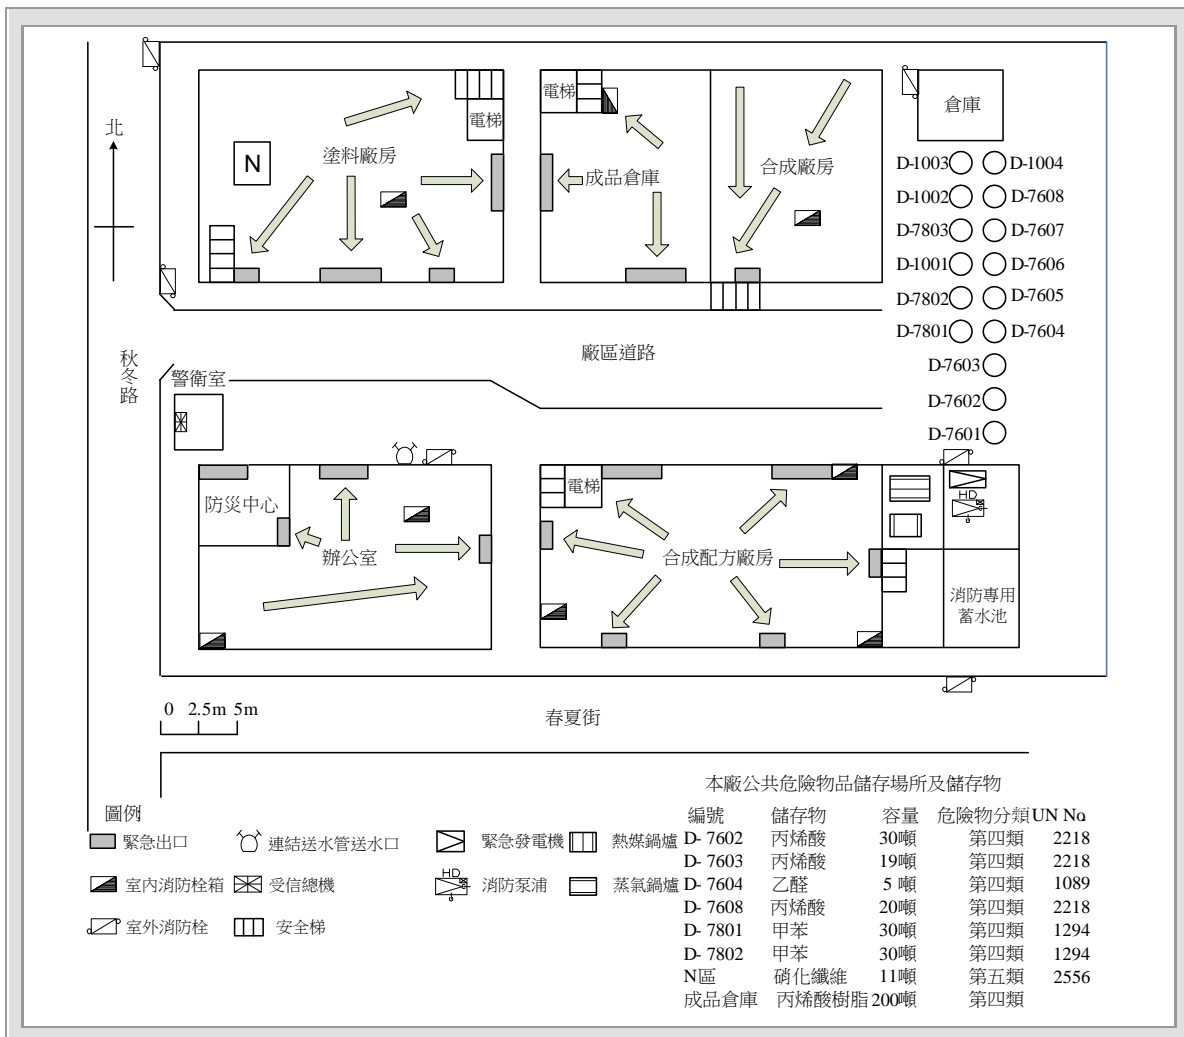 電梯
倉庫
北
電梯
N
塗料廠房
成品倉庫
合成廠房
D-1003
D-1004
D-1002
D-7608
D-7803
D-7607
D-1001
D-7606
D-7802
D-7605
D-7801
D-7604
廠區道路
D-7603
秋冬路
警衛室
D-7602
D-7601
防災中心
電梯
HD
辦公室
合成配方廠房
消防專用
蓄水池
0 2.5m 5m
春夏街
本廠公共危險物品儲存場所及儲存物
編號 儲存物 容量 危險物分類 UN No
D- 7602 丙烯酸 30噸 第四類 2218
D- 7603 丙烯酸 19噸 第四類 2218
D- 7604 乙醛 5 噸 第四類 1089
D- 7608 丙烯酸 20噸 第四類 2218
D- 7801 甲苯 30噸 第四類 1294
D- 7802 甲苯 30噸 第四類 1294
N區 硝化纖維 11噸 第五類 2556
成品倉庫 丙烯酸樹脂 200噸 第四類
圖例
緊急出口 連結送水管送水口 緊急發電機 熱媒鍋爐
HD
室內消防栓箱 受信總機 消防泵浦 蒸氣鍋爐
室外消防栓 安全梯